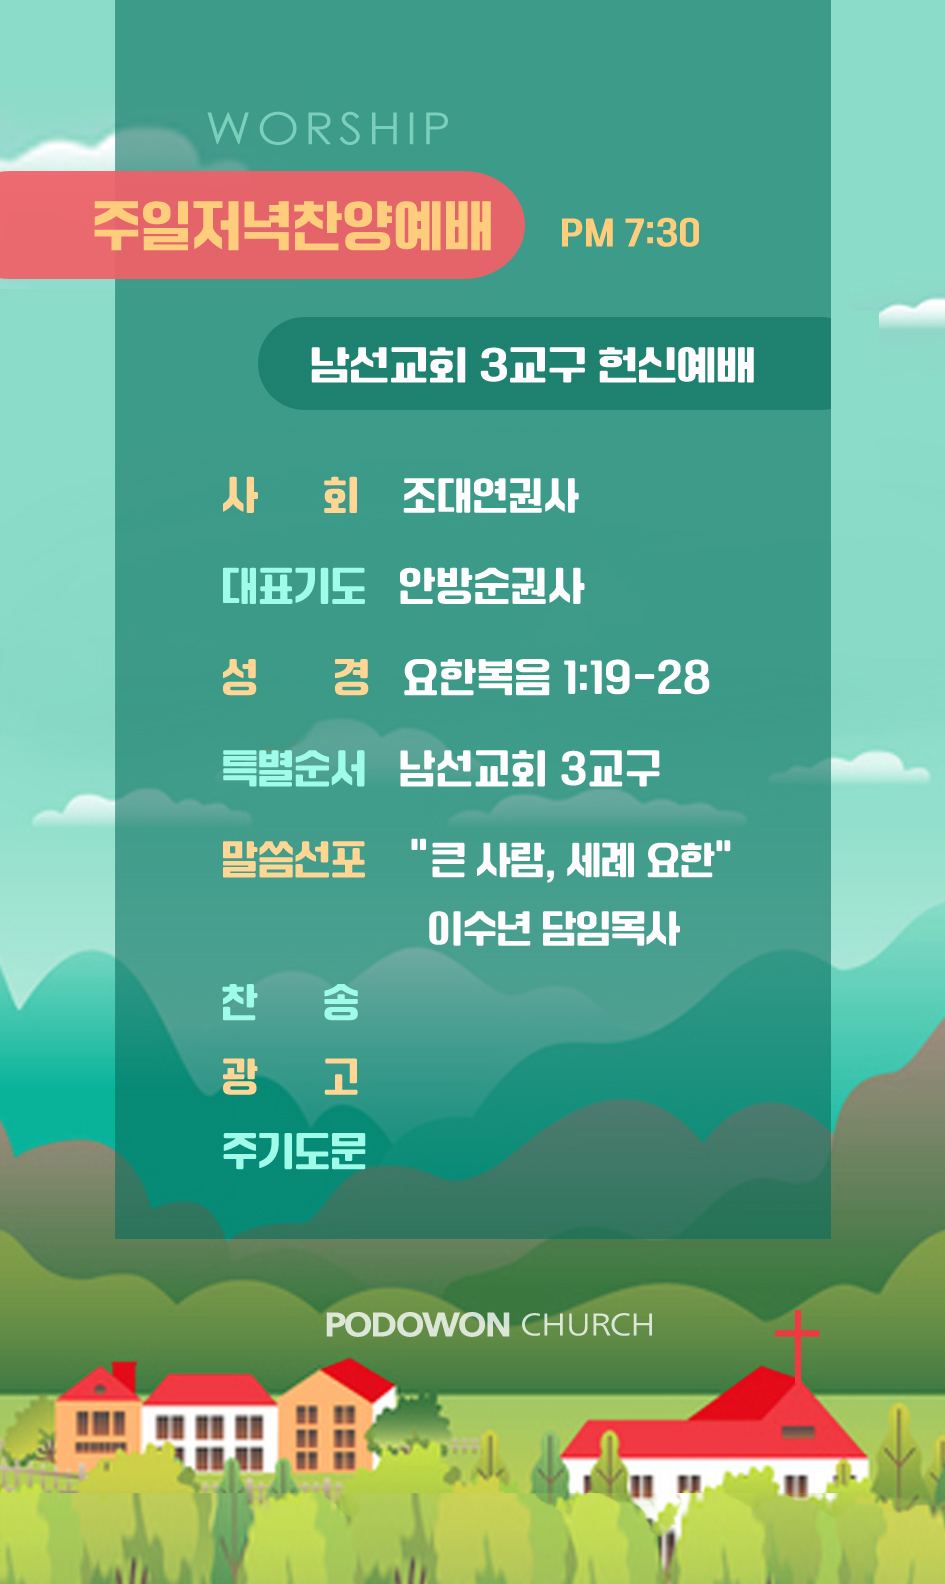 WORSHIP
주일저녁찬양예배 PM 7:30
남선교회 3교구 헌신예배
사 회 조대연권사
대표기도 안방순권사
성 경 요한복음 1:19-28
특별순서 남선교회 3교구
말씀선포 "큰 사람, 세례 요한"
이수년 담임목사
찬 송
광 고
주기도문
PODOWON CHURCH